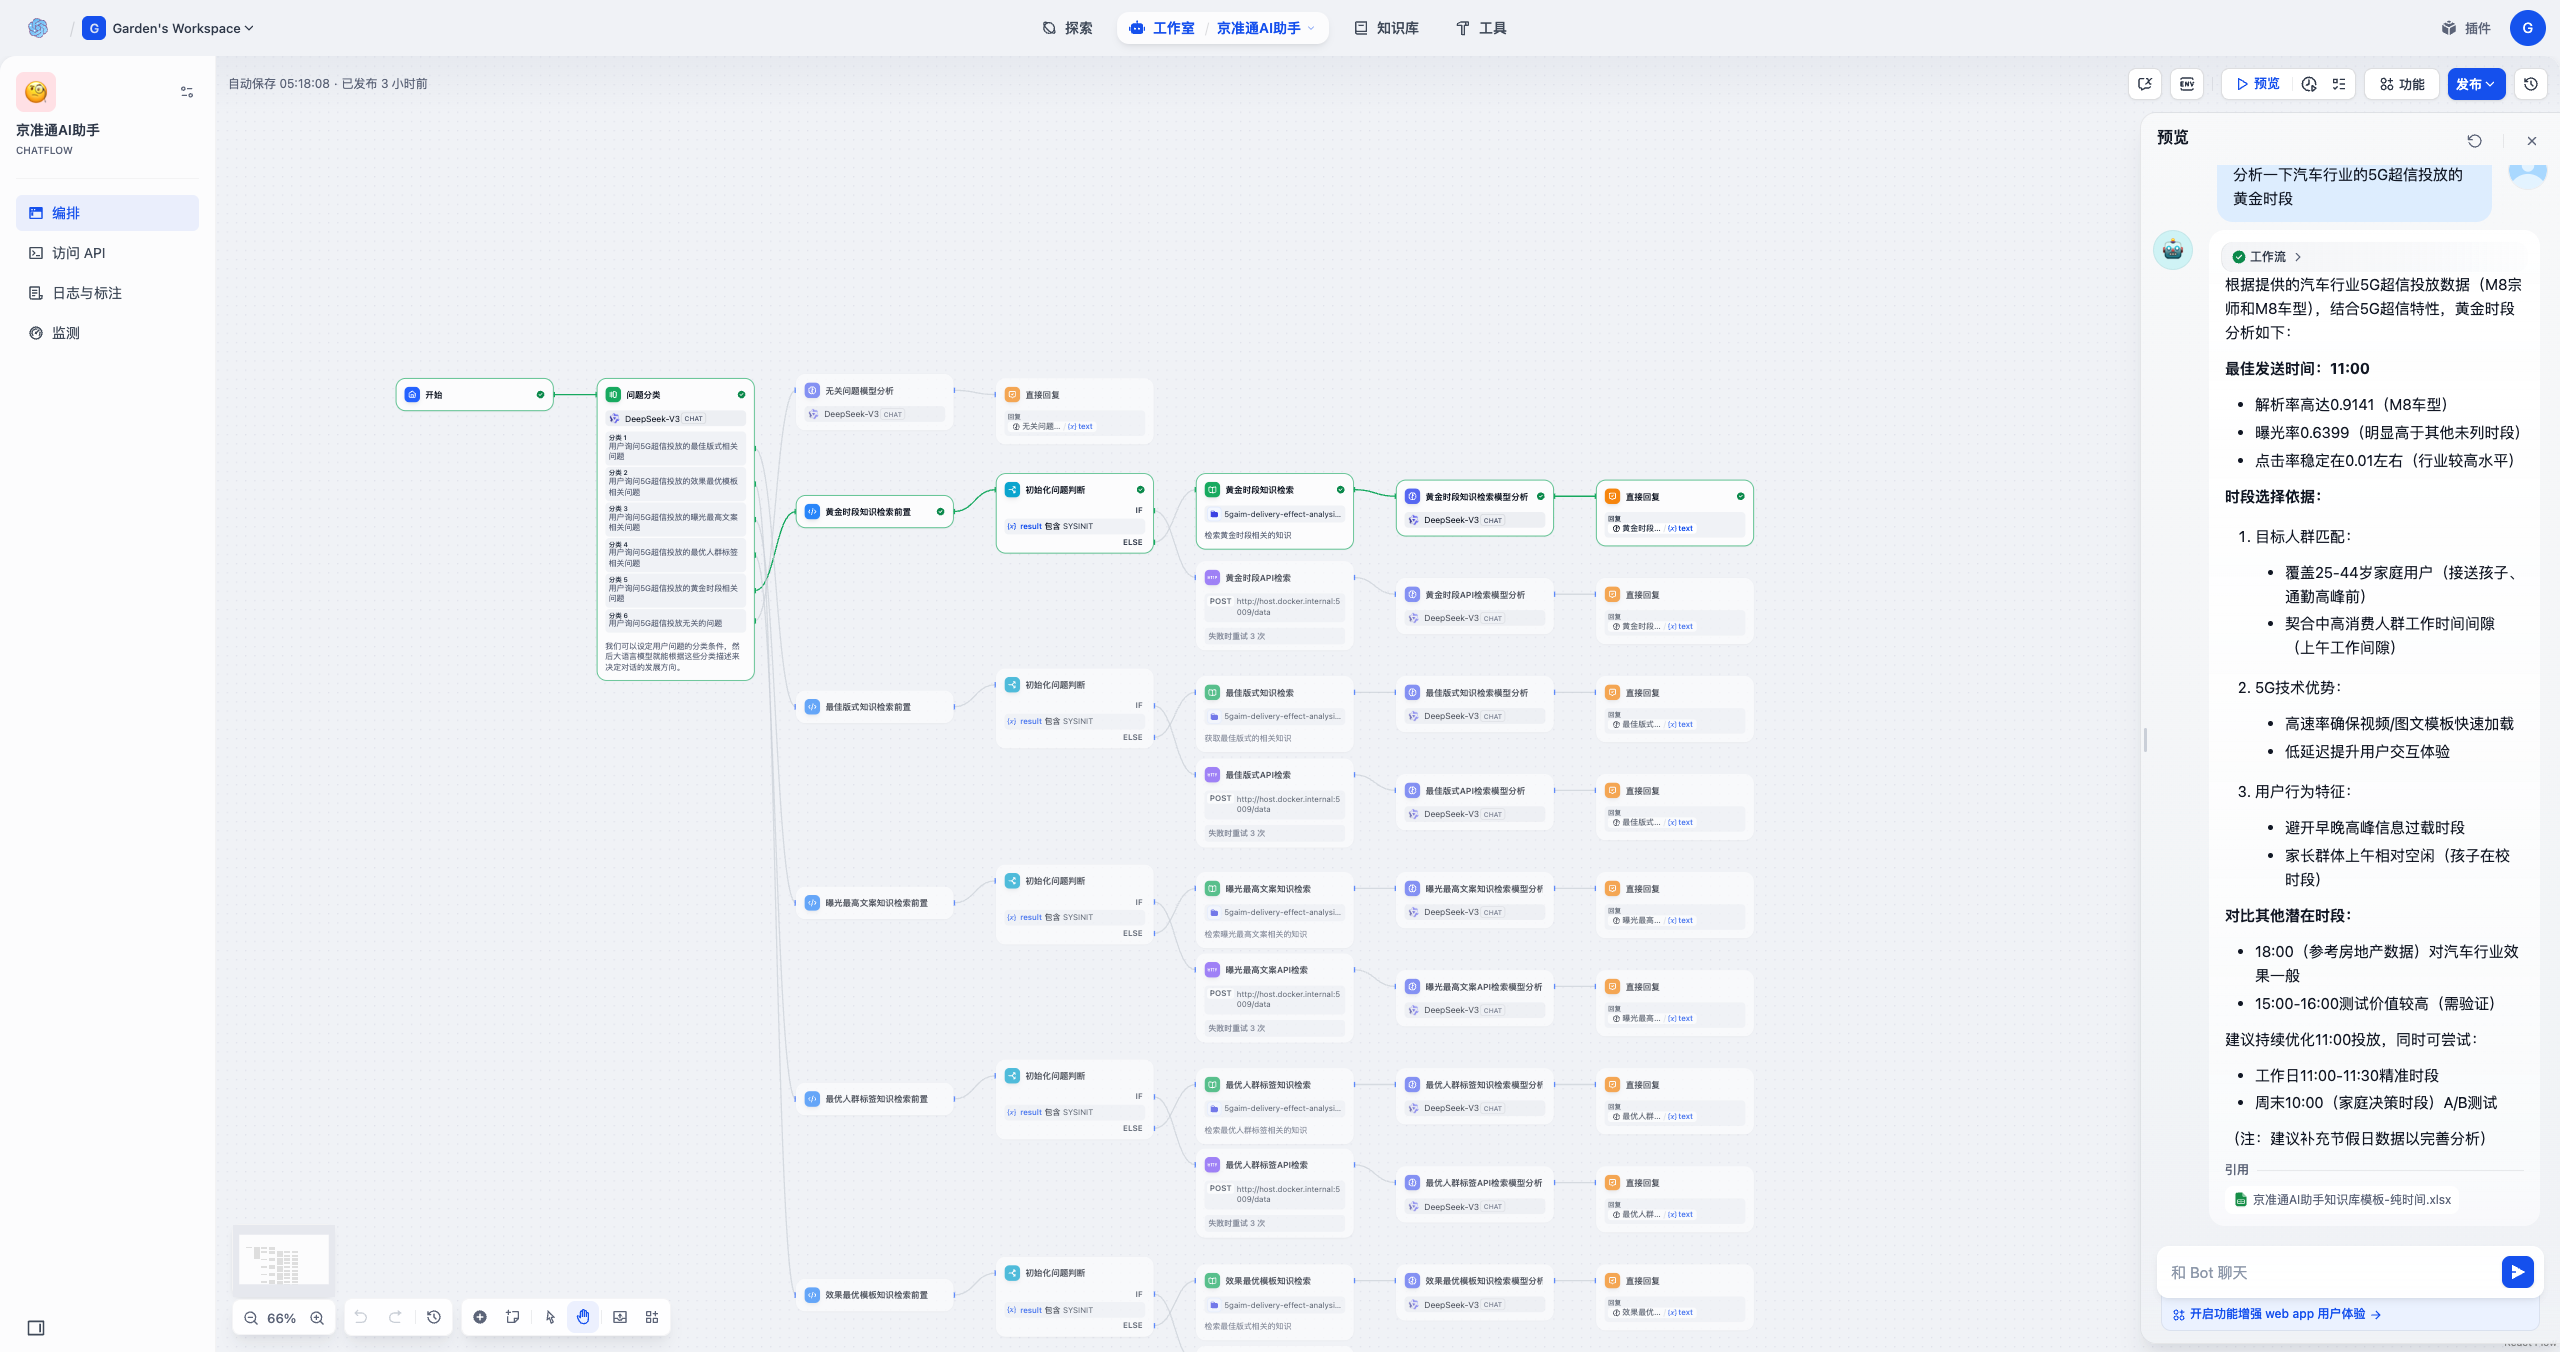 G Garden's Workspace
探索
工作室 / 京准通AI助手
知识库
工具
插件
G
京准通AI助手
CHATFLOW
编排
访问 API
日志与标注
监测
自动保存 05:18:08 · 已发布 3 小时前
ENV
预览
功能
发布
开始
问题分类
DeepSeek-V3 CHAT
分类 1
用户询问5G超信投放的最佳版式相关
问题
分类 2
用户询问5G超信投放的效果最优模板
相关问题
分类 3
用户询问5G超信投放的曝光最高文案
相关问题
分类 4
用户询问5G超信投放的最优人群标签
相关问题
分类 5
用户询问5G超信投放的黄金时段相关
问题
分类 6
用户询问5G超信投放无关的问题
我们可以设定用户问题的分类条件，然
后大语言模型就能根据这些分类描述来
决定对话的发展方向。
无关问题模型分析
DeepSeek-V3 CHAT
直接回复
回复
无关问题... / {x} text
黄金时段知识检索前置
初始化问题判断
IF
{x} result 包含 SYSINIT
ELSE
黄金时段知识检索
5gaim-delivery-effect-analysi...
检索黄金时段相关的知识
黄金时段知识检索模型分析
DeepSeek-V3 CHAT
直接回复
回复
黄金时段... / {x} text
黄金时段API检索
POST http://host.docker.internal:5
009/data
失败时重试 3 次
黄金时段API检索模型分析
DeepSeek-V3 CHAT
直接回复
回复
黄金时段... / {x} text
最佳版式知识检索前置
初始化问题判断
IF
{x} result 包含 SYSINIT
ELSE
最佳版式知识检索
5gaim-delivery-effect-analysi...
获取最佳版式的相关知识
最佳版式知识检索模型分析
DeepSeek-V3 CHAT
直接回复
回复
最佳版式... / {x} text
最佳版式API检索
POST http://host.docker.internal:5
009/data
失败时重试 3 次
最佳版式API检索模型分析
DeepSeek-V3 CHAT
直接回复
回复
最佳版式... / {x} text
曝光最高文案知识检索前置
初始化问题判断
IF
{x} result 包含 SYSINIT
ELSE
曝光最高文案知识检索
5gaim-delivery-effect-analysi...
检索曝光最高文案相关的知识
曝光最高文案知识检索模型分析
DeepSeek-V3 CHAT
直接回复
回复
曝光最高... / {x} text
曝光最高文案API检索
POST http://host.docker.internal:5
009/data
失败时重试 3 次
曝光最高文案API检索模型分析
DeepSeek-V3 CHAT
直接回复
回复
曝光最高... / {x} text
最优人群标签知识检索前置
初始化问题判断
IF
{x} result 包含 SYSINIT
ELSE
最优人群标签知识检索
5gaim-delivery-effect-analysi...
检索最优人群标签相关的知识
最优人群标签知识检索模型分析
DeepSeek-V3 CHAT
直接回复
回复
最优人群... / {x} text
最优人群标签API检索
POST http://host.docker.internal:5
009/data
失败时重试 3 次
最优人群标签API检索模型分析
DeepSeek-V3 CHAT
直接回复
回复
最优人群... / {x} text
效果最优模板知识检索前置
初始化问题判断
IF
{x} result 包含 SYSINIT
ELSE
效果最优模板知识检索
5gaim-delivery-effect-analysi...
检索最佳版式相关的知识
效果最优模板知识检索模型分析
DeepSeek-V3 CHAT
直接回复
回复
效果最优... / {x} text
66%
预览
分析一下汽车行业的5G超信投放的
黄金时段
工作流
根据提供的汽车行业5G超信投放数据（M8宗
师和M8车型），结合5G超信特性，黄金时段
分析如下：
最佳发送时间：11:00
• 解析率高达0.9141（M8车型）
• 曝光率0.6399（明显高于其他未列时段）
• 点击率稳定在0.01左右（行业较高水平）
时段选择依据：
1. 目标人群匹配：
• 覆盖25-44岁家庭用户（接送孩子、
通勤高峰前）
• 契合中高消费人群工作时间间隙
（上午工作间隙）
2. 5G技术优势：
• 高速率确保视频/图文模板快速加载
• 低延迟提升用户交互体验
3. 用户行为特征：
• 避开早晚高峰信息过载时段
• 家长群体上午相对空闲（孩子在校
时段）
对比其他潜在时段：
• 18:00（参考房地产数据）对汽车行业效
果一般
• 15:00-16:00测试价值较高（需验证）
建议持续优化11:00投放，同时可尝试：
• 工作日11:00-11:30精准时段
• 周末10:00（家庭决策时段）A/B测试
（注：建议补充节假日数据以完善分析）
引用
京准通AI助手知识库模板-纯时间.xlsx
和 Bot 聊天
开启功能增强 web app 用户体验 →